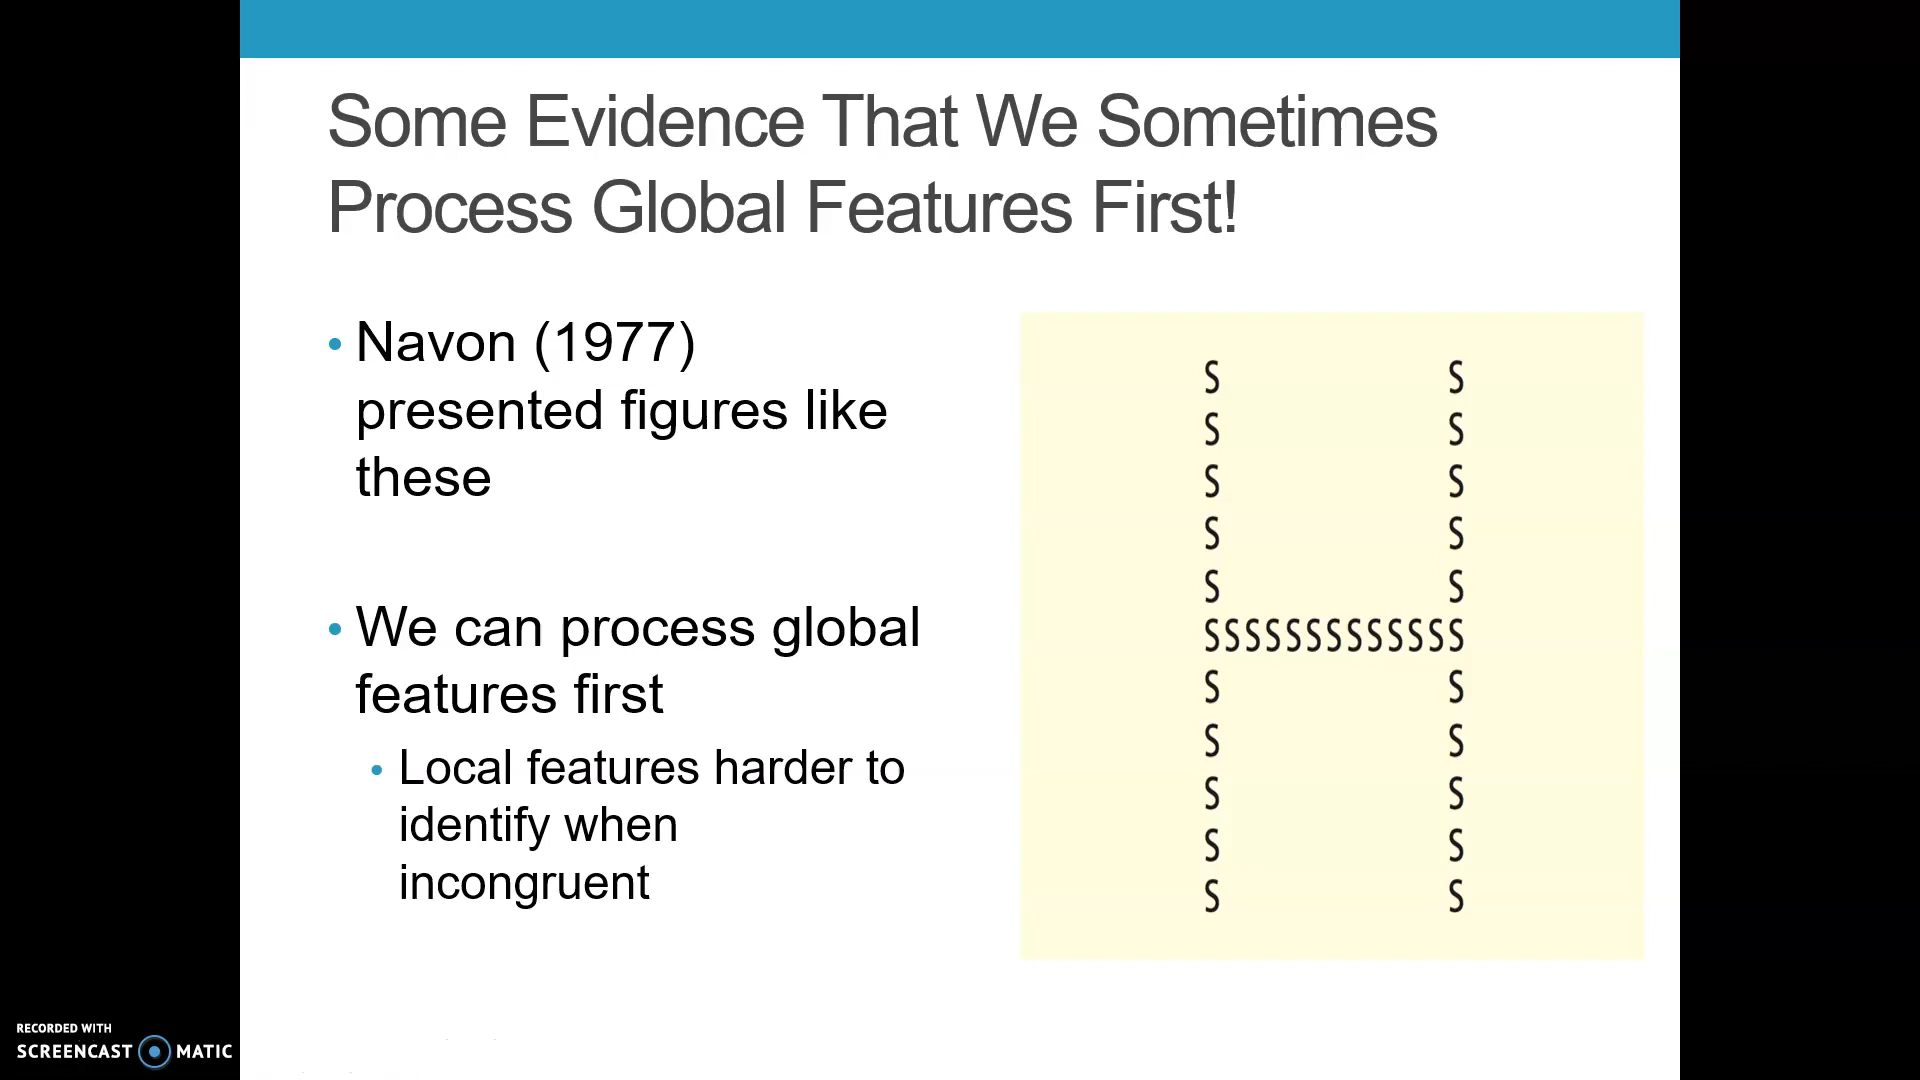 Some Evidence That We Sometimes
Process Global Features First!
• Navon (1977)
presented figures like
these
• We can process global
features first
• Local features harder to
identify when
incongruent
S S
S S
S S
S S
S S
SSSSSSSSSSSSS
S S
S S
S S
S S
S S
RECORDED WITH
SCREENCAST MATIC